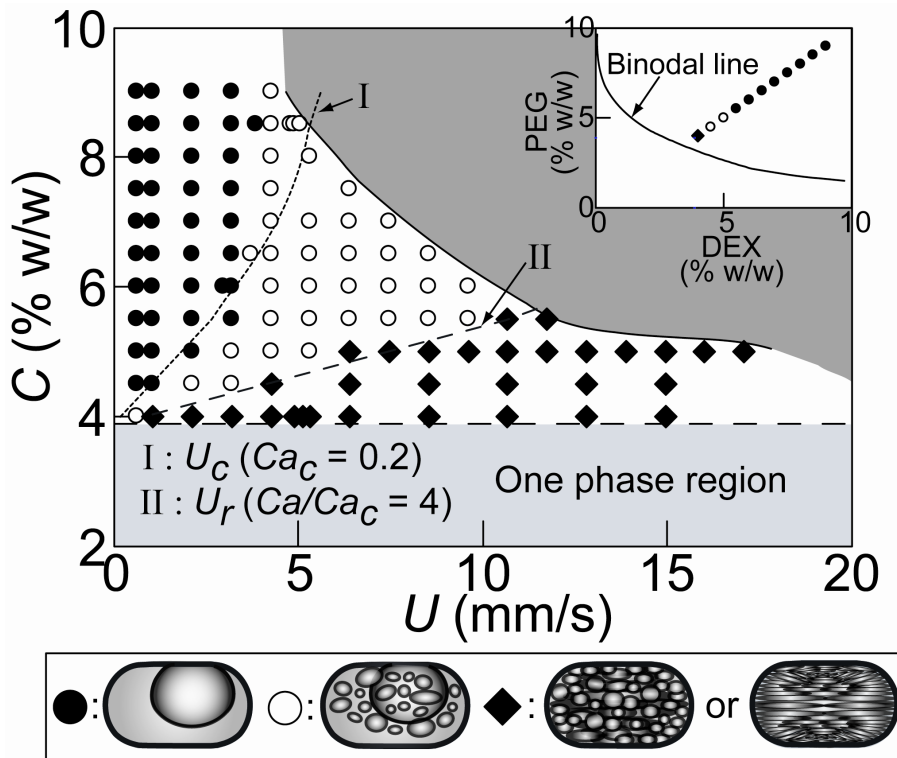 10
8
6
4
2
C (% w/w)
0
5
10
15
20
U (mm/s)
I
II
I : Uc (Cac = 0.2)
II : Ur (Ca/Cac = 4)
One phase region
10
5
0
PEG
(% w/w)
Binodal line
0
5
10
DEX
(% w/w)
:
:
:
or